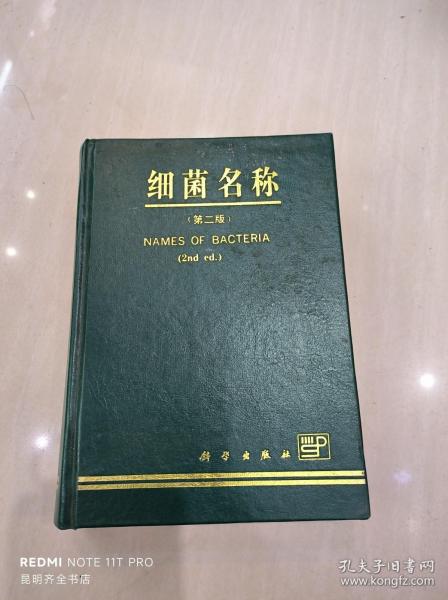 细菌名称
(第二版)
NAMES OF BACTERIA
(2nd ed.)
科学出版社
REDMI NOTE 11T PRO
昆明齐全书店
孔夫子旧书网
www.kongfz.com